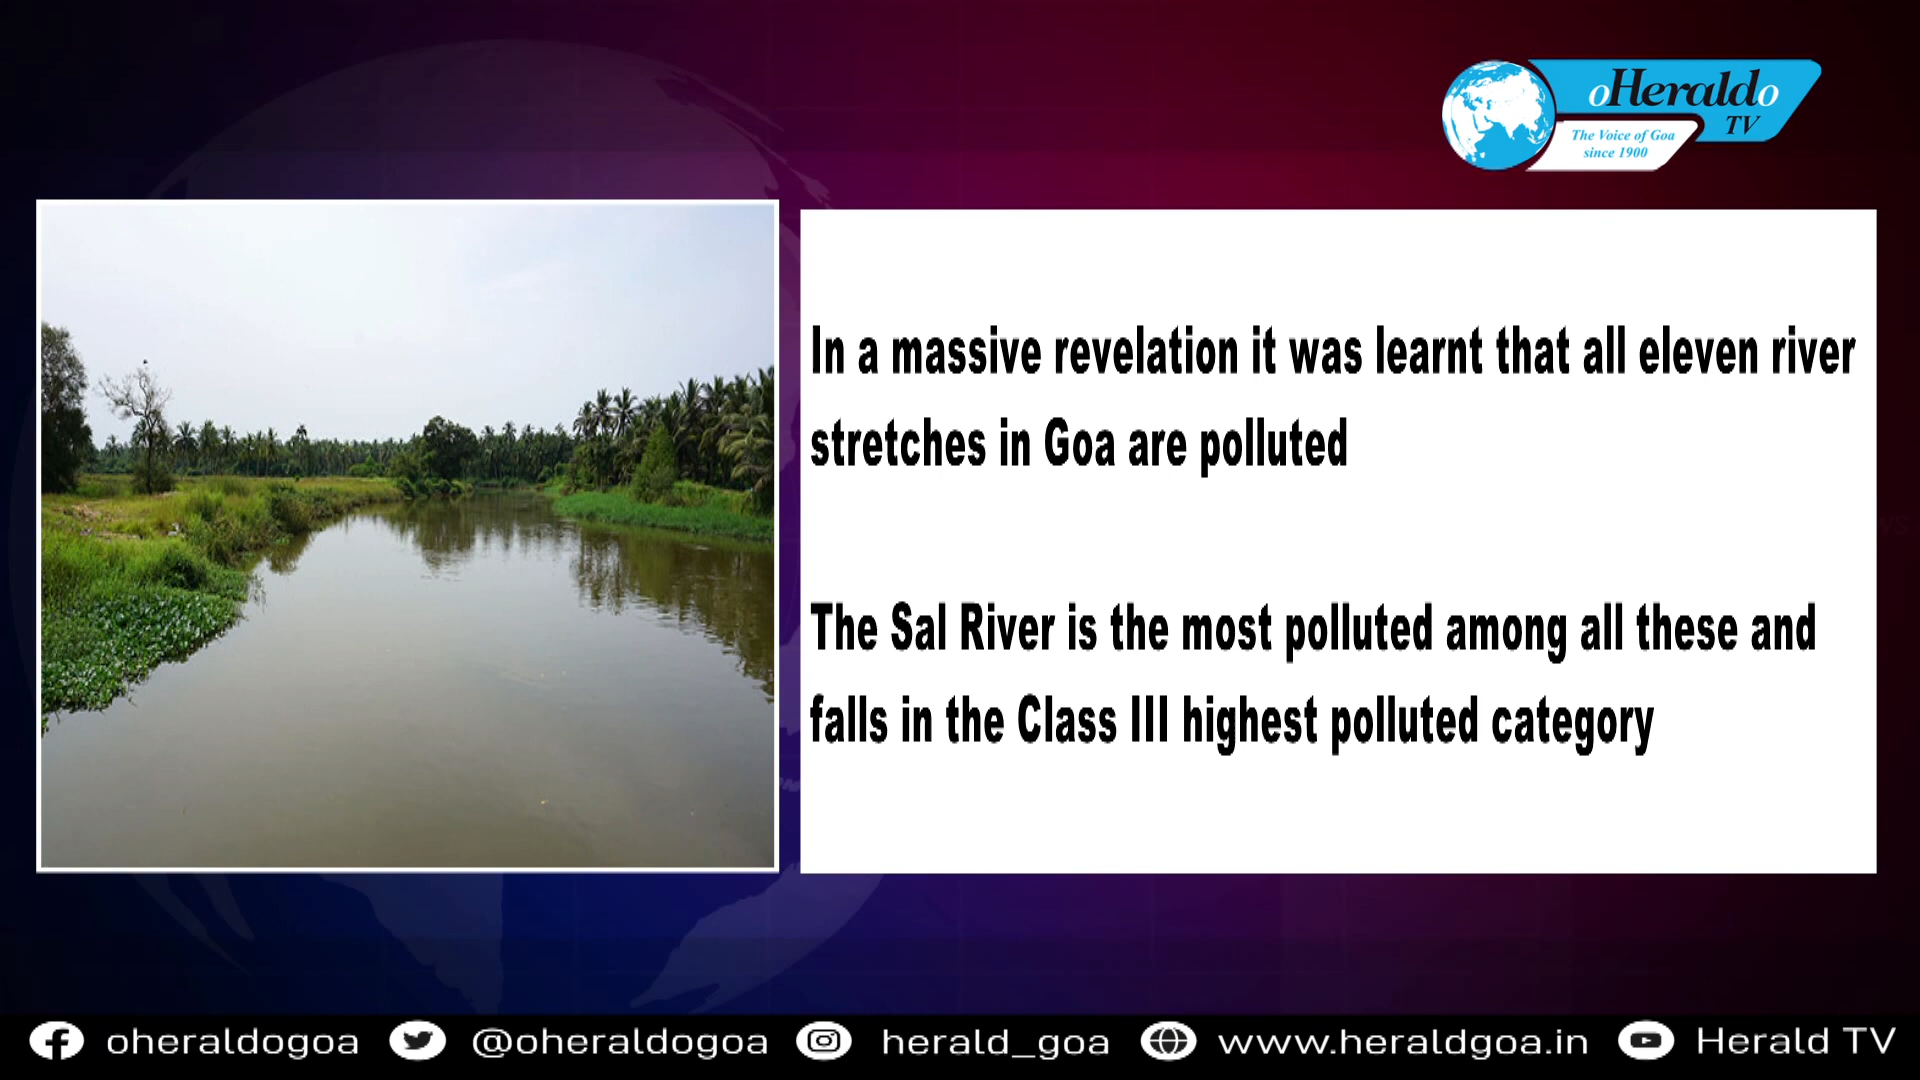 oHeraldo
TV
The Voice of Goa
since 1900
In a massive revelation it was learnt that all eleven river
stretches in Goa are polluted
The Sal River is the most polluted among all these and
falls in the Class III highest polluted category
oheraldogoa @oheraldogoa herald_goa www.heraldgoa.in Herald TV